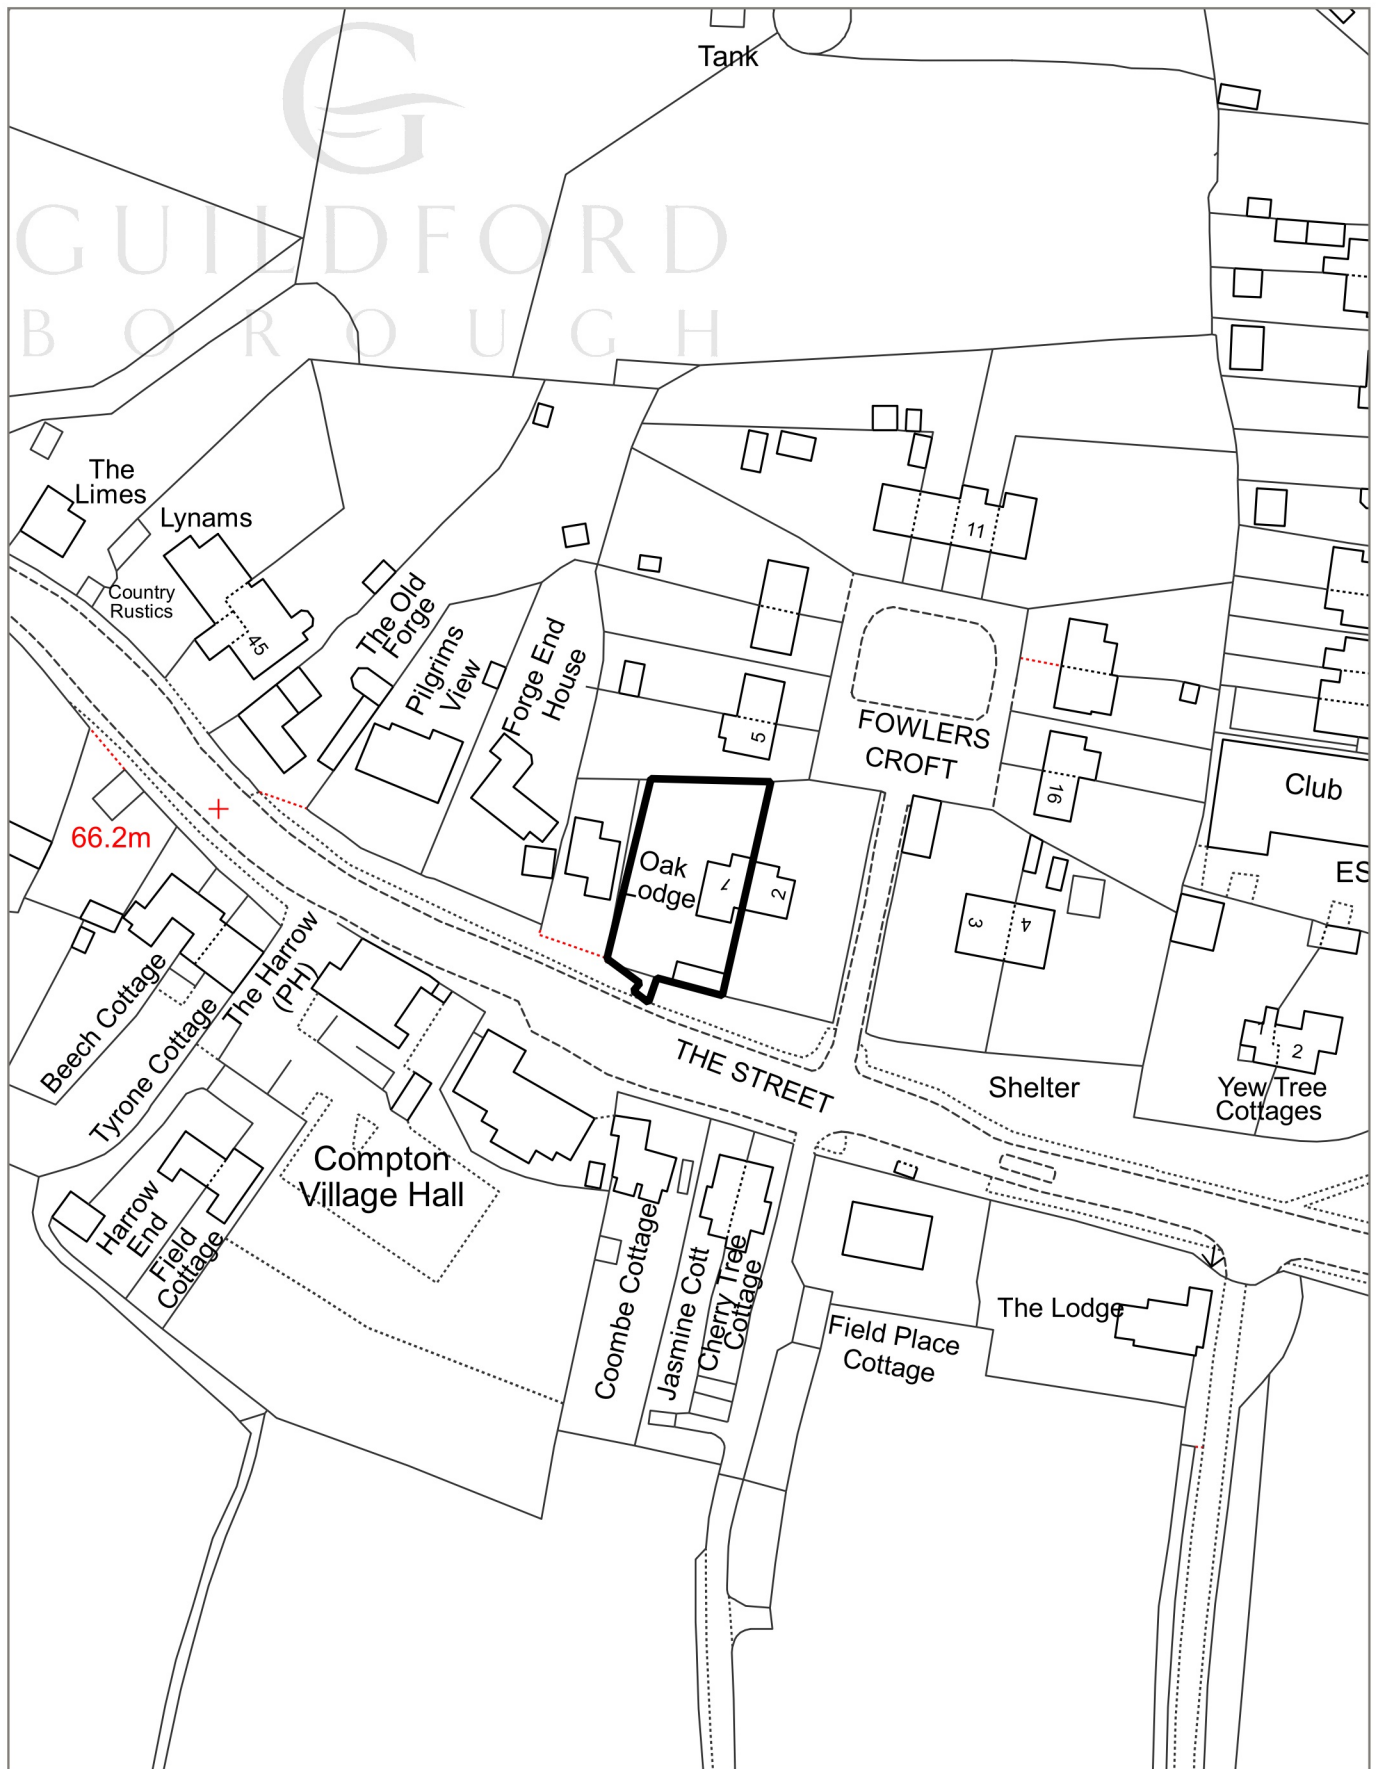 Tank
GUILDFORD
BOROUGH
The
Limes
Lynams
Country
Rustics
45
The Old
Forge
Pilgrims
View
Forge End
House
11
5
FOWLERS
CROFT
16
Club
ES
66.2m
Oak
Lodge
1
2
3
4
Beech Cottage
Tyrone Cottage
The Harrow
(PH)
THE STREET
Shelter
2
Yew Tree
Cottages
Compton
Village Hall
Harrow
End
Field
Cottage
Coombe Cottage
Jasmine Cott
Cherry Tree
Cottage
Field Place
Cottage
The Lodge